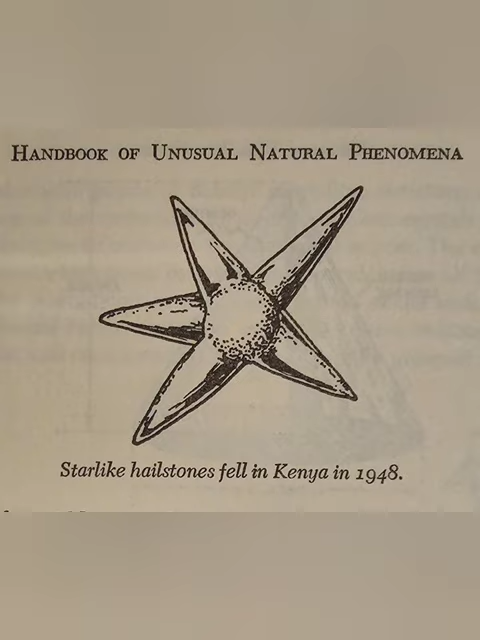 HANDBOOK OF UNUSUAL NATURAL PHENOMENA
Starlike hailstones fell in Kenya in 1948.